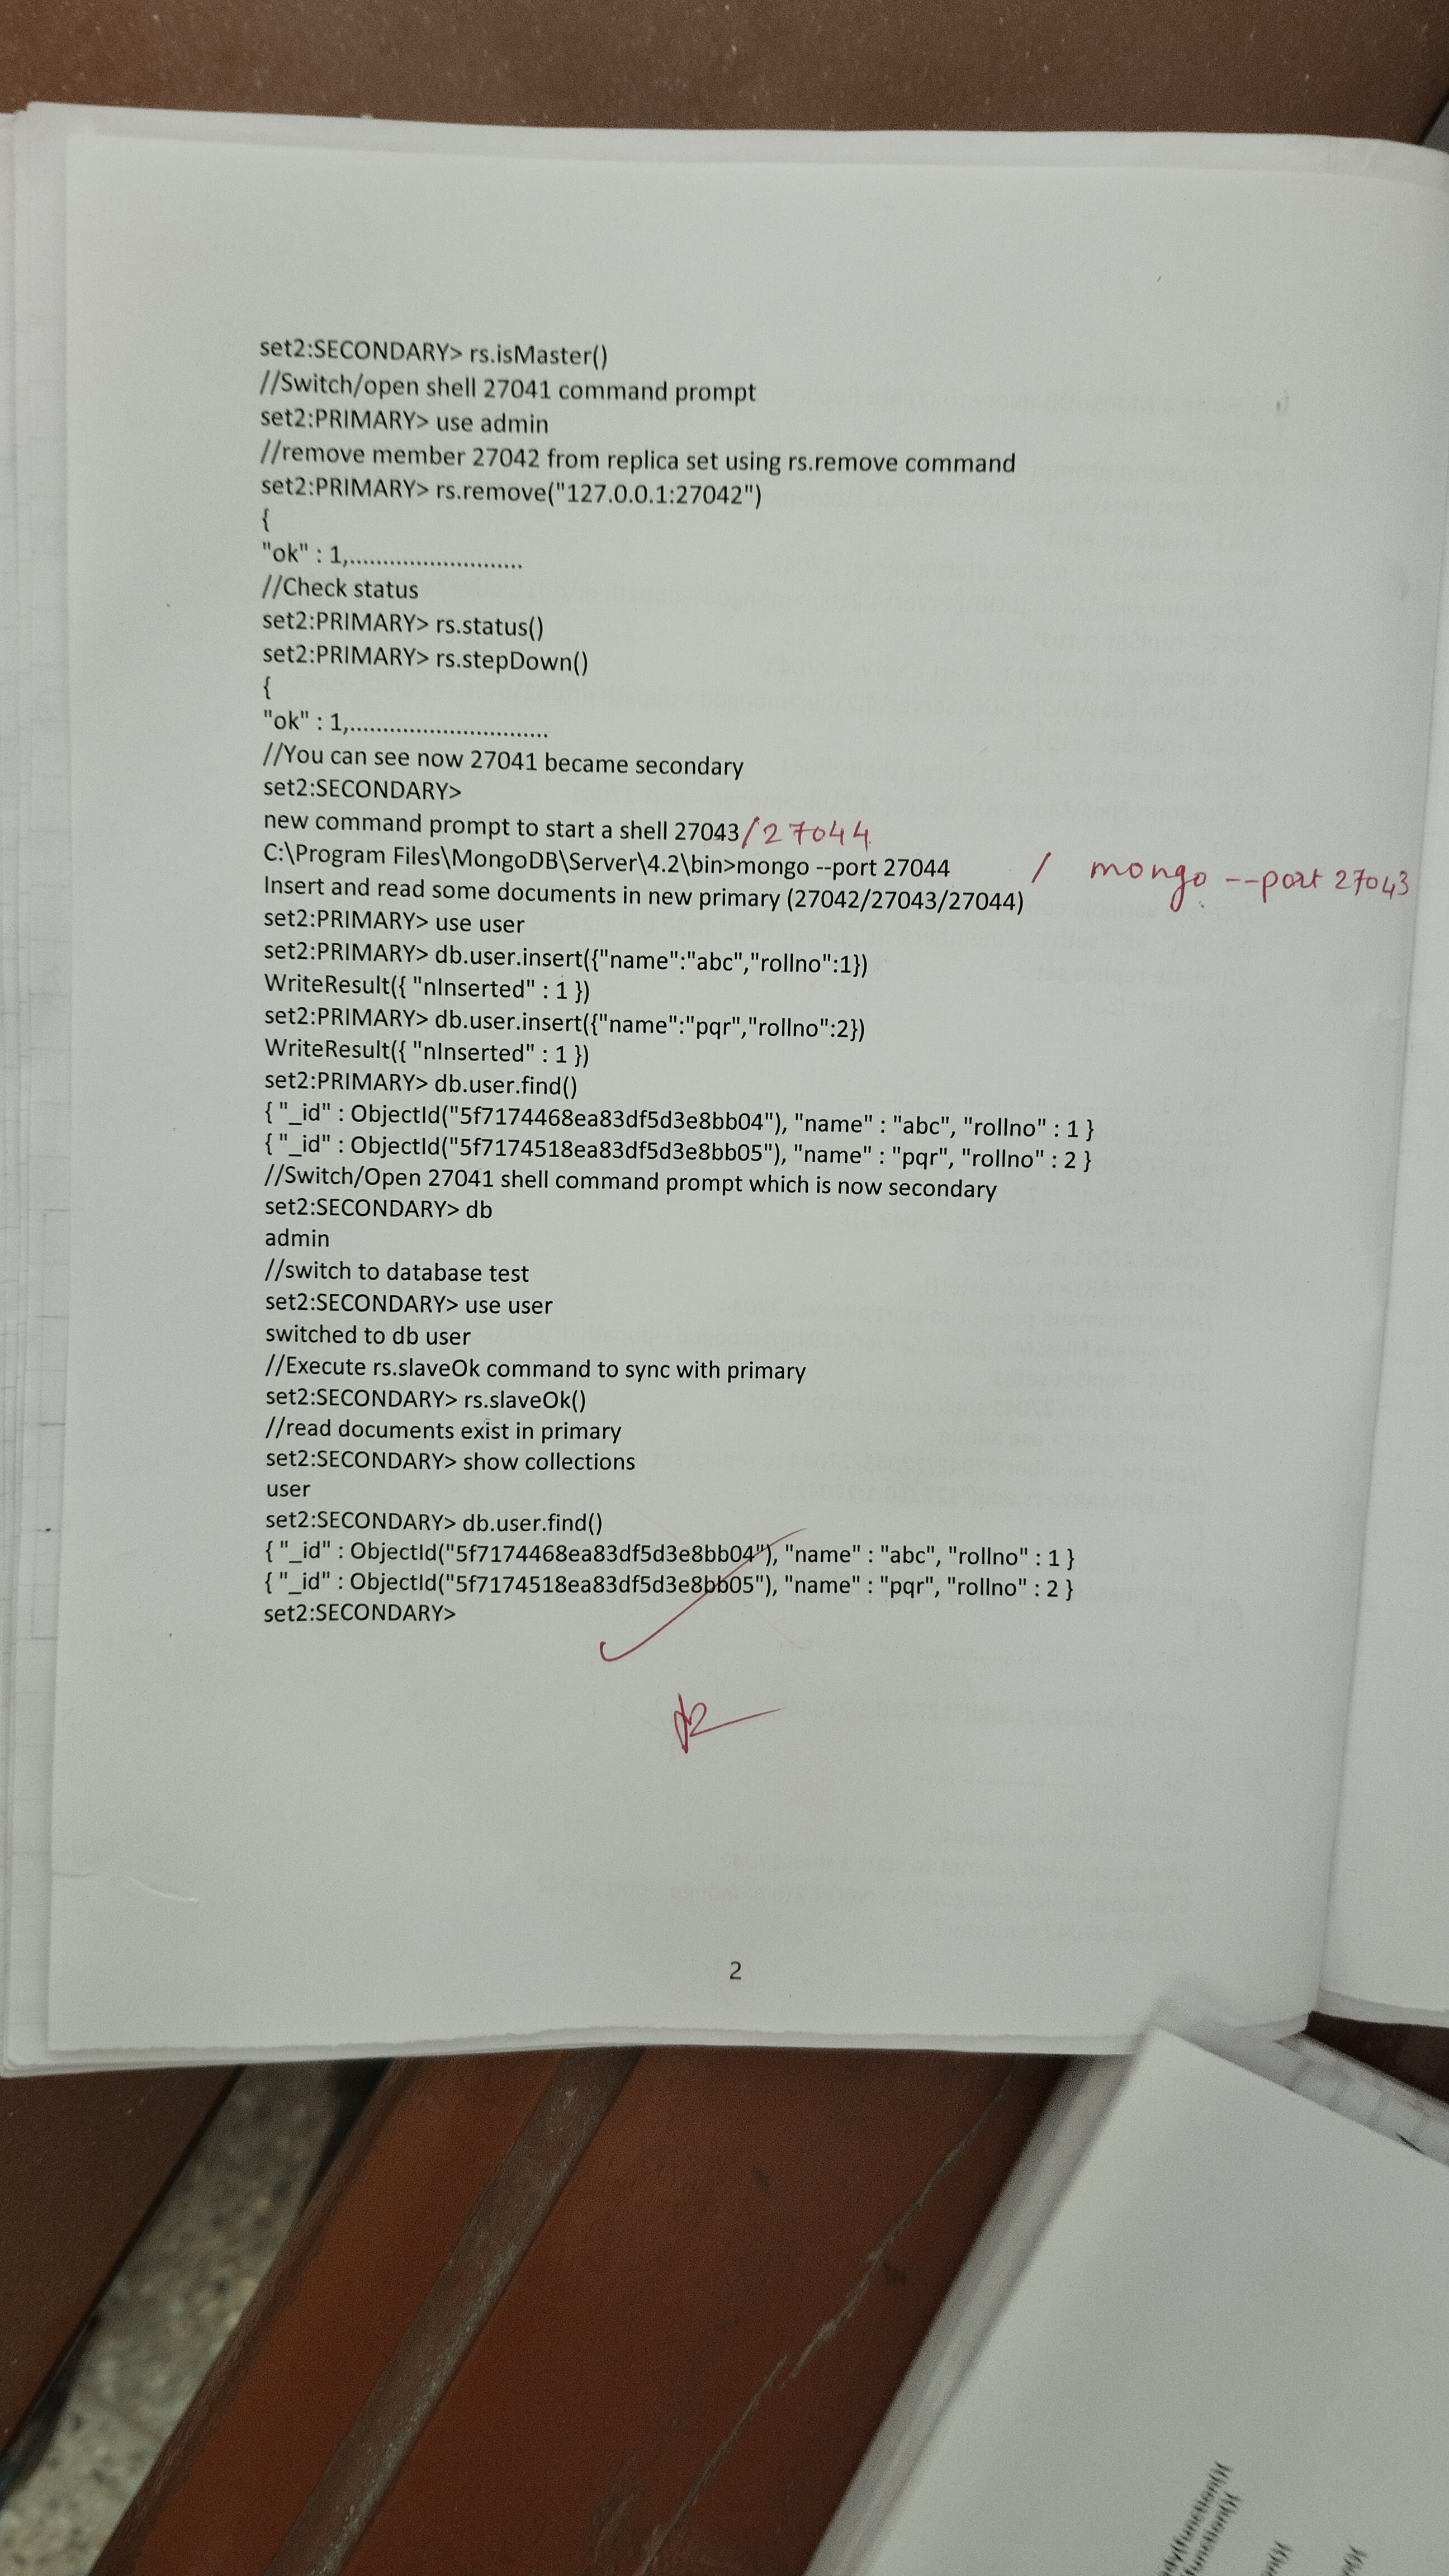 set2:SECONDARY> rs.isMaster()
//Switch/open shell 27041 command prompt
set2:PRIMARY> use admin
//remove member 27042 from replica set using rs.remove command
set2:PRIMARY> rs.remove("127.0.0.1:27042")
{
"ok" : 1,..........................
//Check status
set2:PRIMARY> rs.status()
set2:PRIMARY> rs.stepDown()
{
"ok" : 1,..............................
//You can see now 27041 became secondary
set2:SECONDARY>
new command prompt to start a shell 27043/27044
C:\Program Files\MongoDB\Server\4.2\bin>mongo --port 27044 / mongo --port 27043
Insert and read some documents in new primary (27042/27043/27044)
set2:PRIMARY> use user
set2:PRIMARY> db.user.insert({"name":"abc","rollno":1})
WriteResult({ "nInserted" : 1 })
set2:PRIMARY> db.user.insert({"name":"pqr","rollno":2})
WriteResult({ "nInserted" : 1 })
set2:PRIMARY> db.user.find()
{ "_id" : ObjectId("5f7174468ea83df5d3e8bb04"), "name" : "abc", "rollno" : 1 }
{ "_id" : ObjectId("5f7174518ea83df5d3e8bb05"), "name" : "pqr", "rollno" : 2 }
//Switch/Open 27041 shell command prompt which is now secondary
set2:SECONDARY> db
admin
//switch to database test
set2:SECONDARY> use user
switched to db user
//Execute rs.slaveOk command to sync with primary
set2:SECONDARY> rs.slaveOk()
//read documents exist in primary
set2:SECONDARY> show collections
user
set2:SECONDARY> db.user.find()
{ "_id" : ObjectId("5f7174468ea83df5d3e8bb04"), "name" : "abc", "rollno" : 1 }
{ "_id" : ObjectId("5f7174518ea83df5d3e8bb05"), "name" : "pqr", "rollno" : 2 }
set2:SECONDARY>
2